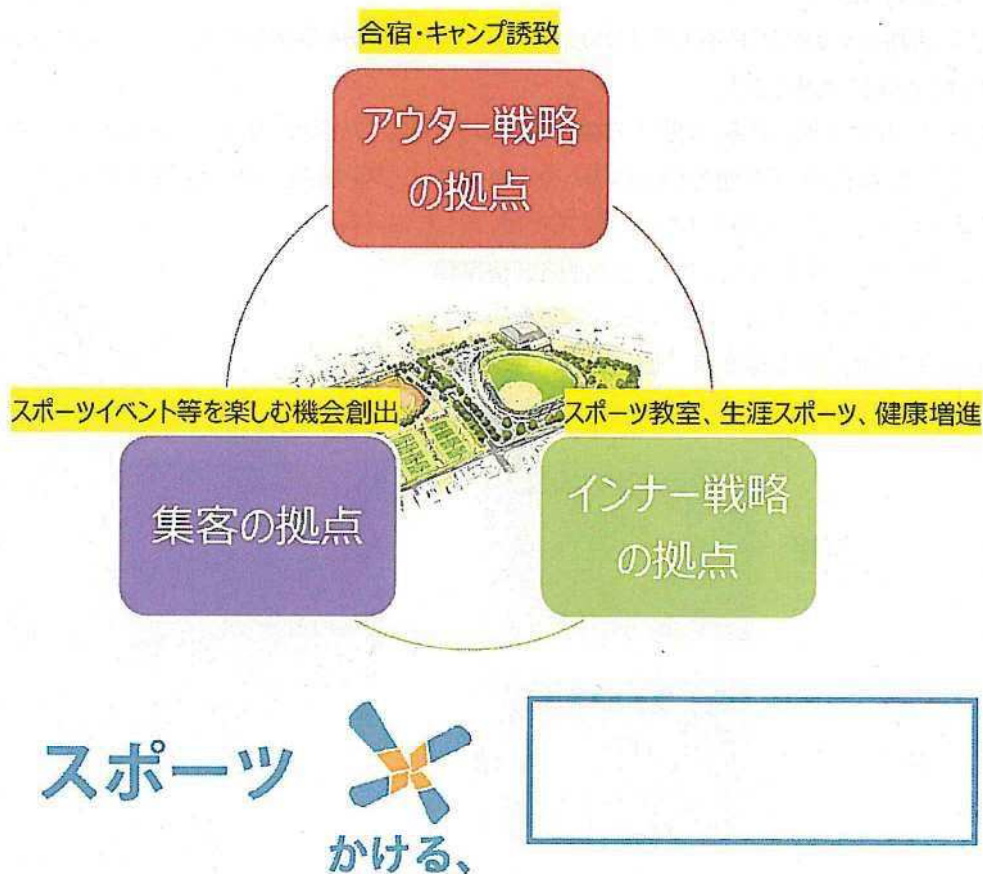 合宿・キャンプ誘致
アウター戦略
の拠点
スポーツイベント等を楽しむ機会創出
スポーツ教室、生涯スポーツ、健康増進
集客の拠点
インナー戦略
の拠点
スポーツ
かける、